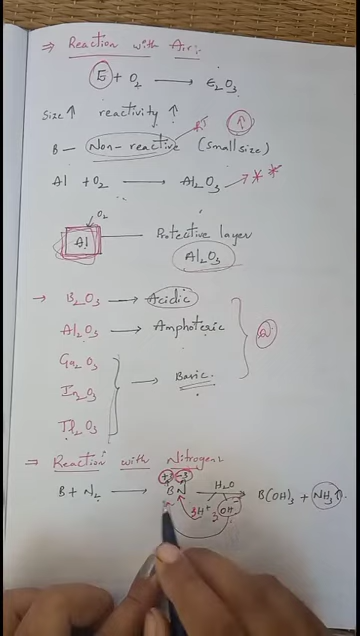 ⇒ Reaction with Air:
E + O2 → E2O3
Size ↑ reactivity ↑
B — Non-reactive (small size)
Al + O2 → Al2O3 → * *
O2
Al — Protective layer
Al2O3
→ B2O3 → Acidic
Al2O3 → Amphoteric
Ga2O3
In2O3 → Basic
Tl2O3
⇒ Reaction with Nitrogen
+3 -3
B + N2 → BN H2O → B(OH)3 + NH3↑
3H+ 3OH-